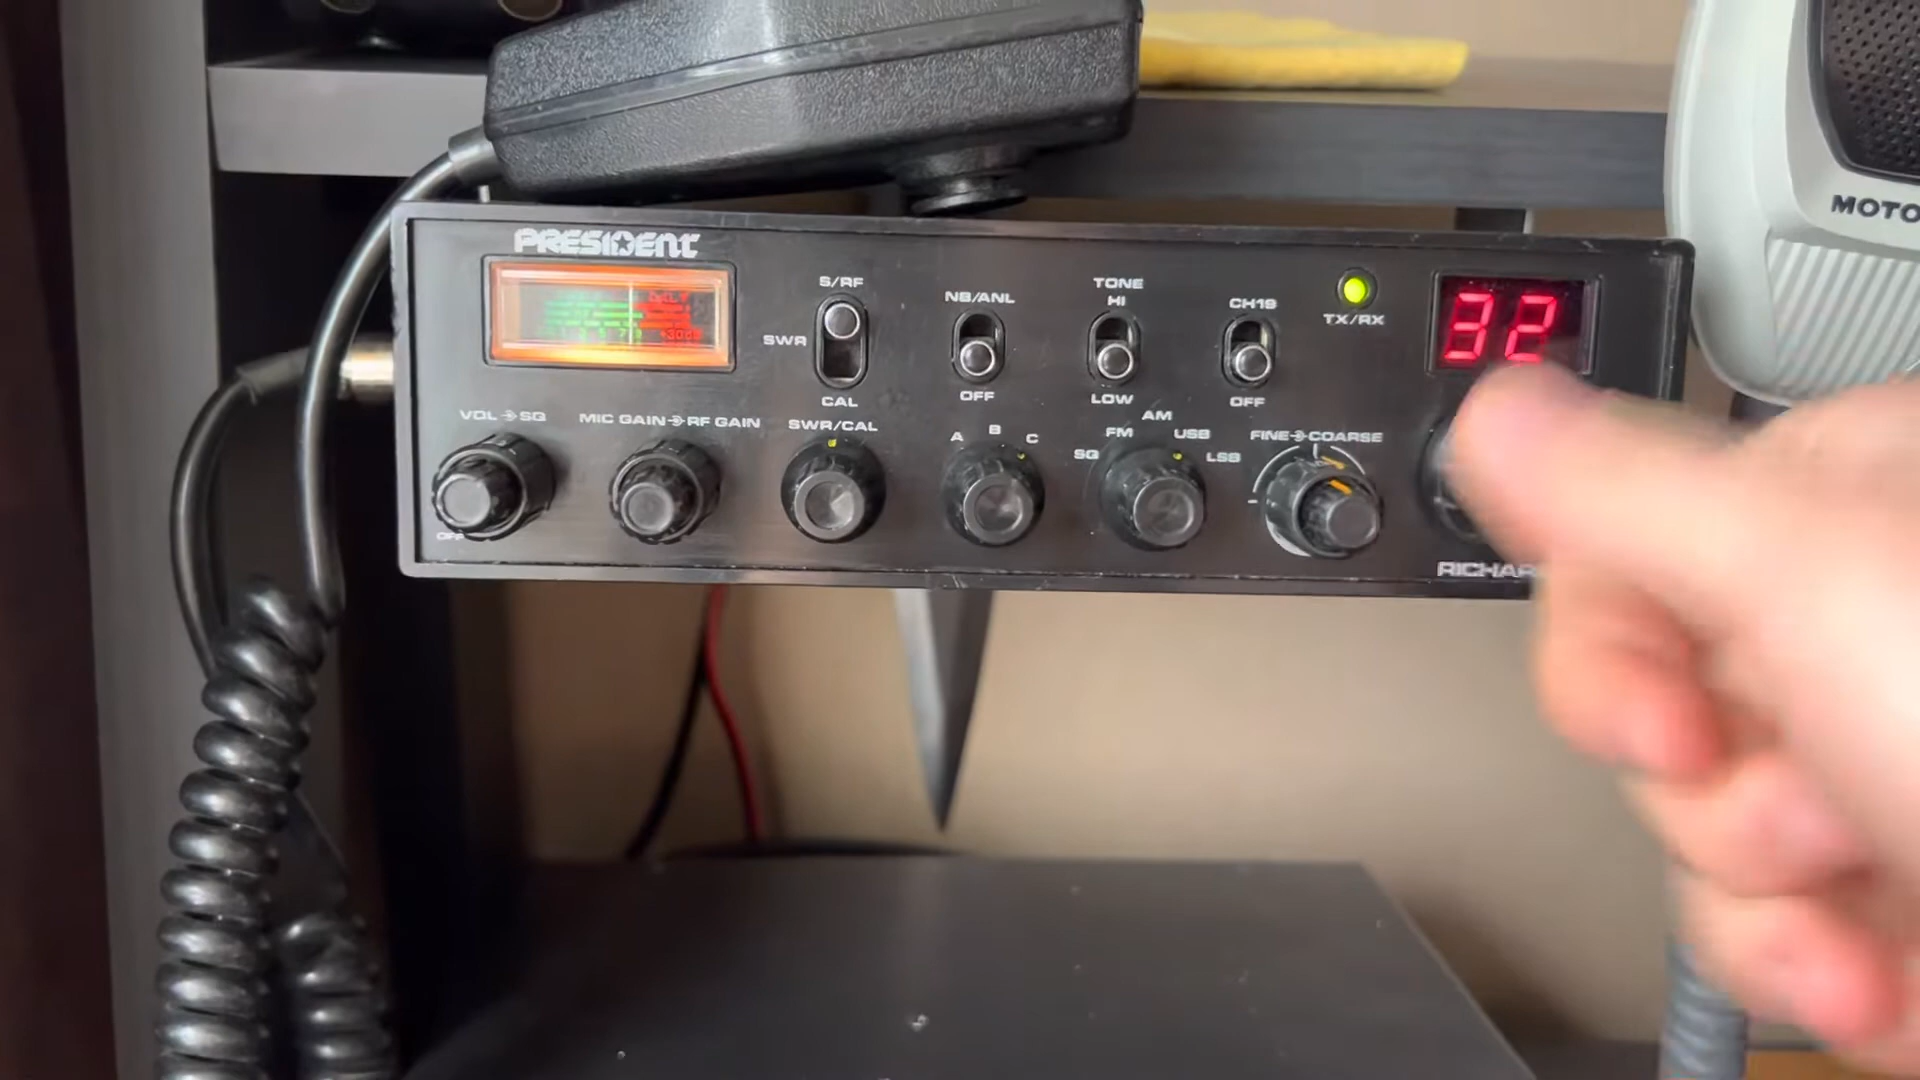 PRESIDENT
S/RF
SWR
CAL
NB/ANL
OFF
TONE
HI
LOW
CH19
OFF
TX/RX
32
VOL SQ
OFF
MIC GAIN RF GAIN
SWR/CAL
A B C
SQ FM AM USB LSB
FINE COARSE
RICHAR
MOTO